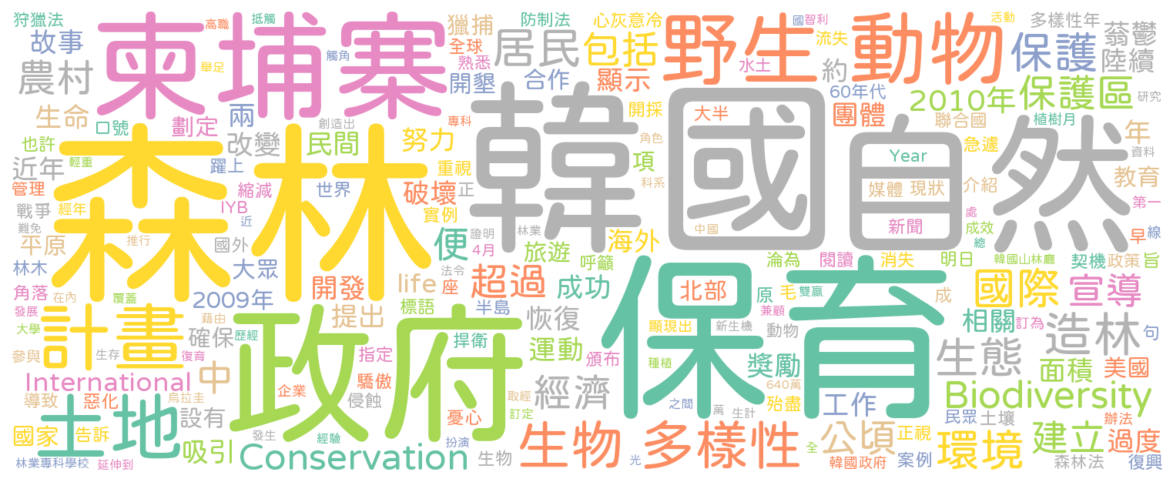 狩獵法
高職
抵觸
獵捕
防制法
心灰意冷
國
智利
活動
多樣性年
蓊鬱
故事
柬埔寨
全球
居民
包括
流失
野生
動物
保護
陸續
農村
舉足
觸角
熟悉
開墾
合作
顯示
水土
約
60年代
2010年
保護區
研究
生命
口號
劃定
兩
創造出
專科
努力
開採
大半
團體
聯合國
植樹月
年
也許
改變
民間
角色
項
韓國
自然
Year
急遽
資料
近年
輕重
躍上
重視
科系
媒體
現狀
介紹
教育
管理
縮減
世界
破壞
正
森林
實例
林業
中國
新聞
處
成效
第一
戰爭
經年
IYB
近
證明
4月
便
旅遊
海外
總
早
線
難免
平原
推行
國外
呼籲
淪為
閱讀
消失
明日
韓國山林廳
契機
政策
旨
林木
大眾
life
座
超過
成功
保育
北部
原
毛
雙贏
成
國際
宣導
角落
在內
2009年
開發
標語
半島
發展
覆蓋
計畫
藉由
提出
政府
恢復
顯現出
新生機
兼顧
相關
訂為
造林
句
大學
確保
歷經
捍衛
運動
頒布
種植
動物
參與
生存
復育
中
指定
獎勵
生態
面積
美國
International
企業
驕傲
經濟
640萬
導致
惡化
烏拉圭
侵蝕
取經
之間
萬
生計
殆盡
工作
Biodiversity
土地
設有
憂心
訂定
民眾
土壤
辦法
國家
告訴
吸引
發生
經驗
扮演
生物
多樣性
公頃
正視
環境
建立
過度
林業專科學校
延伸到
Conservation
生物
光
全
韓國政府
案例
森林法
復興
法令